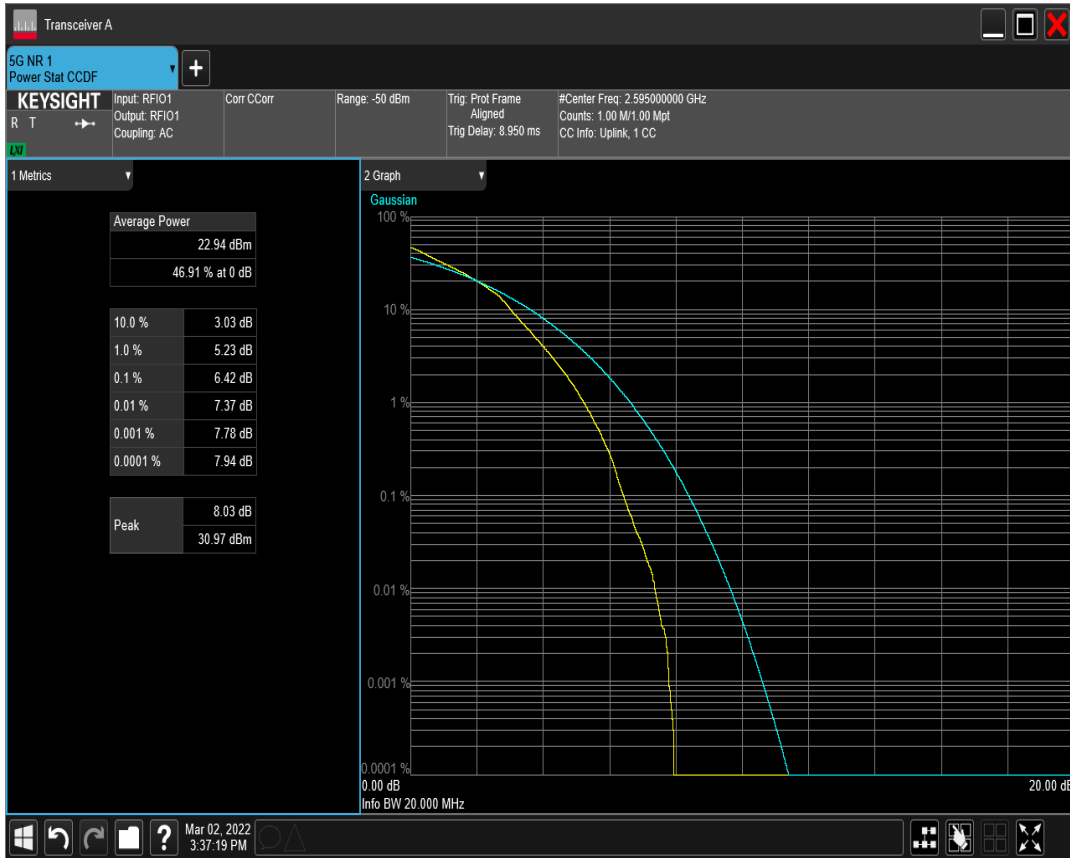 Transceiver A
5G NR 1
Power Stat CCDF
KEYSIGHT
R T
LXI
Input: RFIO1
Output: RFIO1
Coupling: AC
Corr CCorr
Range: -50 dBm
Trig: Prot Frame
Aligned
Trig Delay: 8.950 ms
#Center Freq: 2.595000000 GHz
Counts: 1.00 M/1.00 Mpt
CC Info: Uplink, 1 CC
1 Metrics
Average Power
22.94 dBm
46.91 % at 0 dB
10.0 % 3.03 dB
1.0 % 5.23 dB
0.1 % 6.42 dB
0.01 % 7.37 dB
0.001 % 7.78 dB
0.0001 % 7.94 dB
Peak
8.03 dB
30.97 dBm
2 Graph
Gaussian
100 %
10 %
1 %
0.1 %
0.01 %
0.001 %
0.0001 %
0.00 dB
20.00 dB
Info BW 20.000 MHz
?
Mar 02, 2022
3:37:19 PM